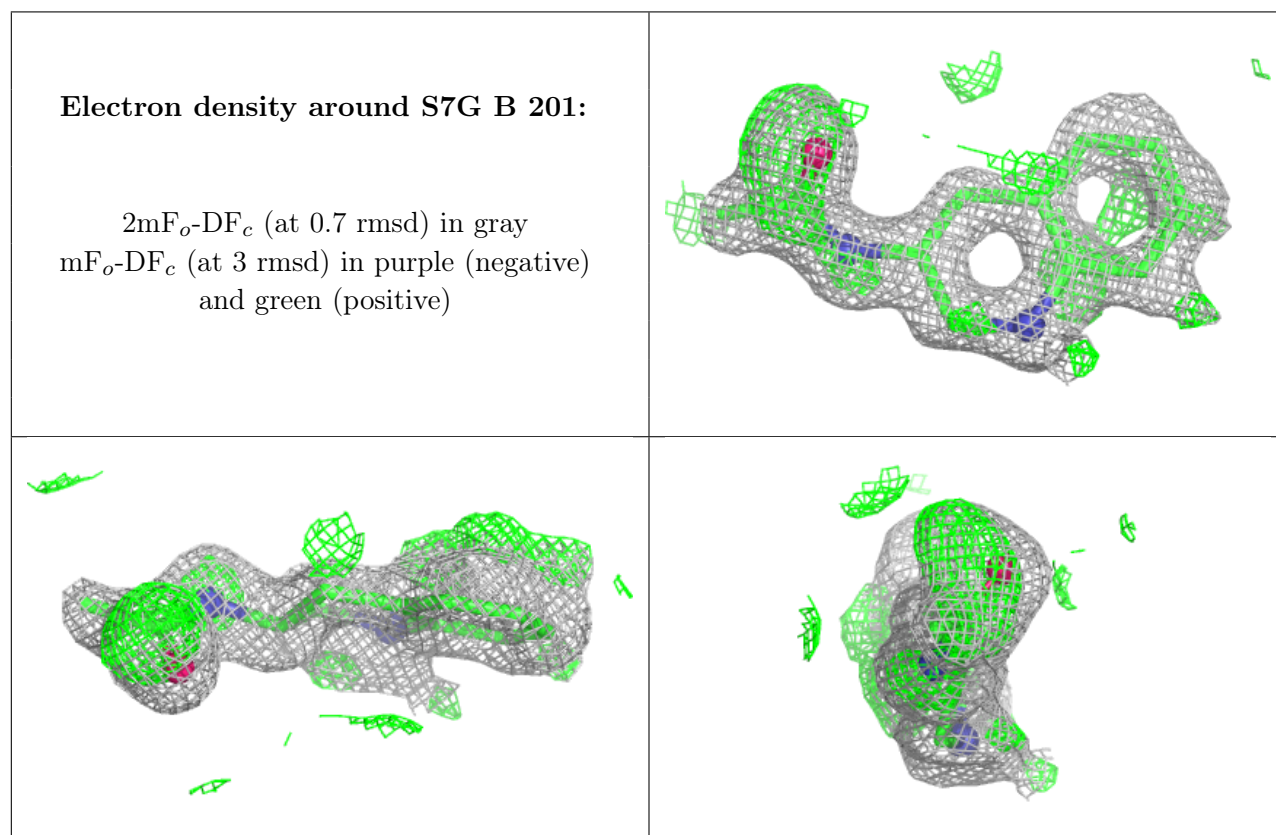 Electron density around S7G B 201:
2mFo-DFc (at 0.7 rmsd) in gray
mFo-DFc (at 3 rmsd) in purple (negative)
and green (positive)